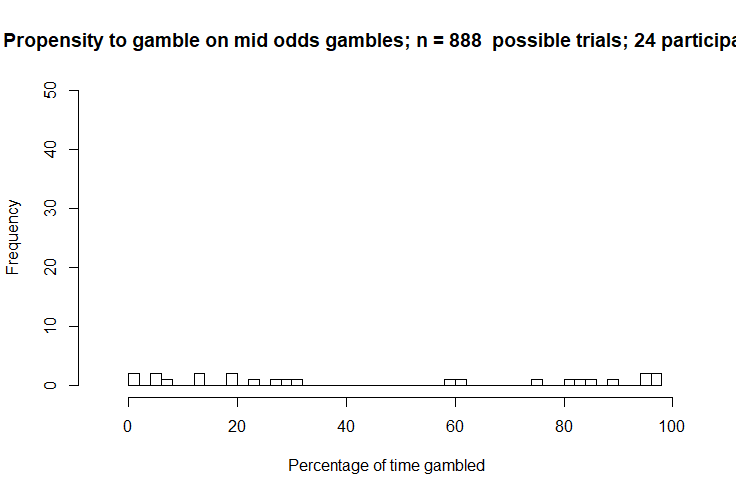 Propensity to gamble on mid odds gambles; n = 888  possible trials; 24 participa
50
40
30
20
10
0
Frequency
0 20 40 60 80 100
Percentage of time gambled